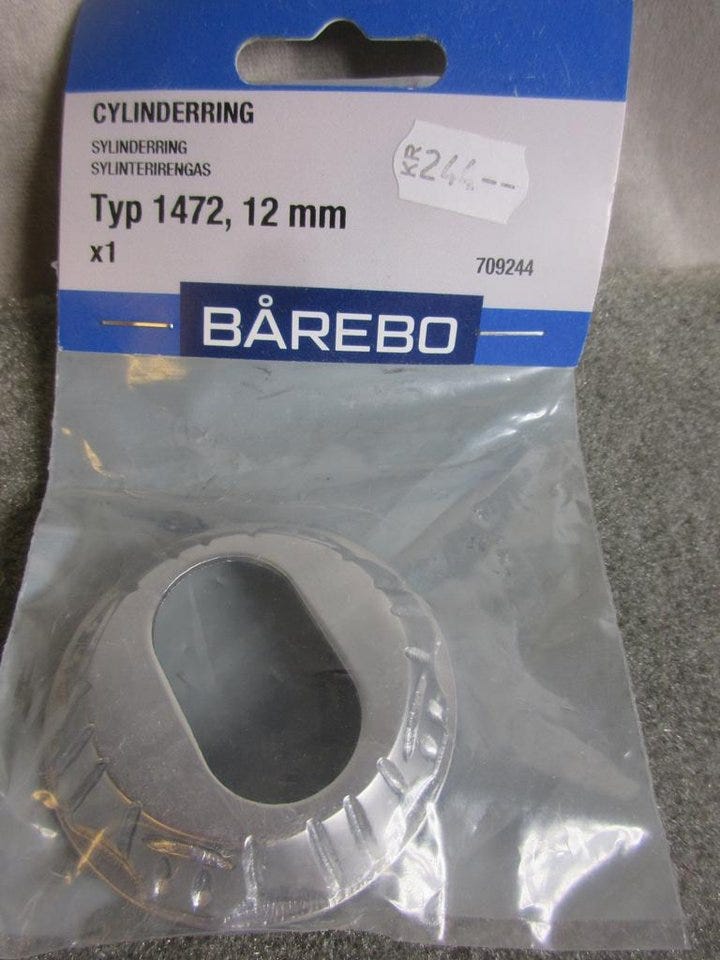 CYLINDERRING
SYLINDERRING
SYLINTERIRENGAS
KR 244.--
Typ 1472, 12 mm
x1
709244
BÅREBO